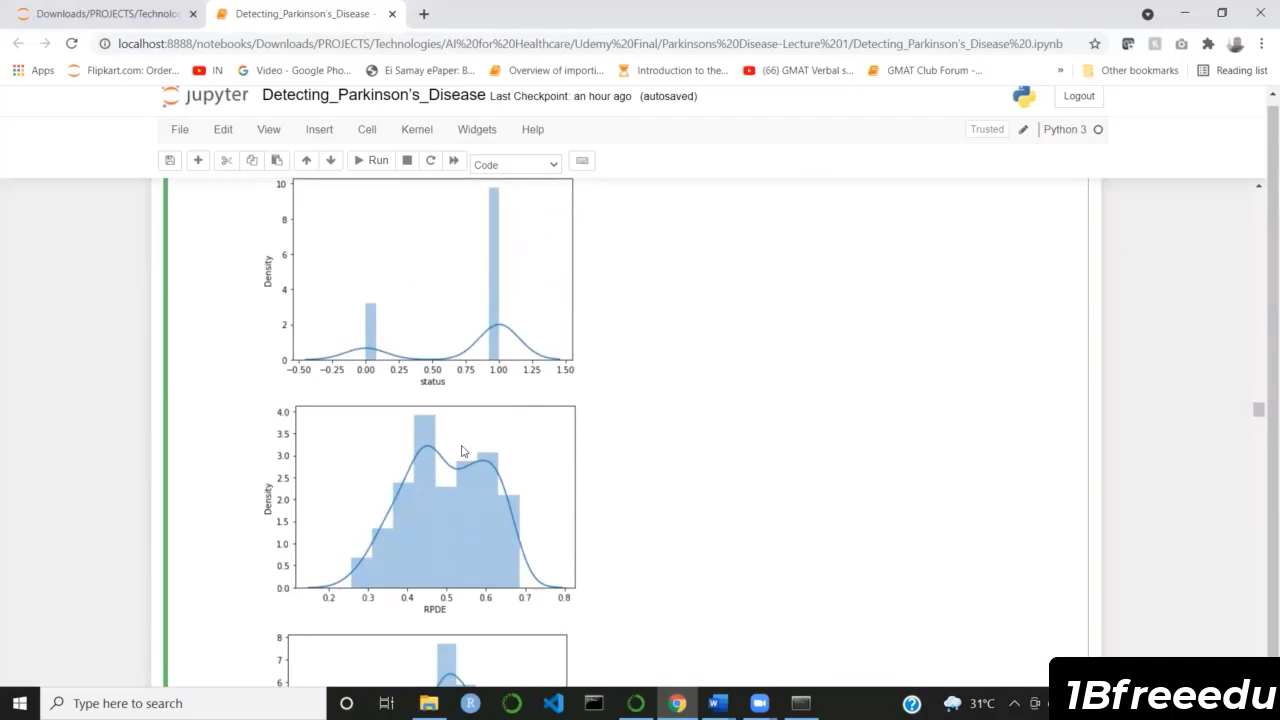 Downloads/PROJECTS/Technologies/ Detecting_Parkinson's_Disease -
localhost:8888/notebooks/Downloads/PROJECTS/Technologies/AI%20for%20Healthcare/Udemy%20Final/Parkinsons%20Disease-Lecture%201/Detecting_Parkinson's_Disease%20.ipynb
Apps Flipkart.com: Order... IN Video - Google Pho... Ei Samay ePaper: B... Overview of importi... Introduction to the... (66) GMAT Verbal s... GMAT Club Forum -... » Other bookmarks Reading list
jupyter Detecting_Parkinson's_Disease Last Checkpoint: an hour ago (autosaved) Logout
File Edit View Insert Cell Kernel Widgets Help Trusted Python 3
Run Code
10
8
6
4
2
0
Density
−0.50 −0.25 0.00 0.25 0.50 0.75 1.00 1.25 1.50
status
4.0
3.5
3.0
2.5
2.0
1.5
1.0
0.5
0.0
Density
0.2 0.3 0.4 0.5 0.6 0.7 0.8
RPDE
8
7
6
Type here to search R W 31°C
1Bfreeedu